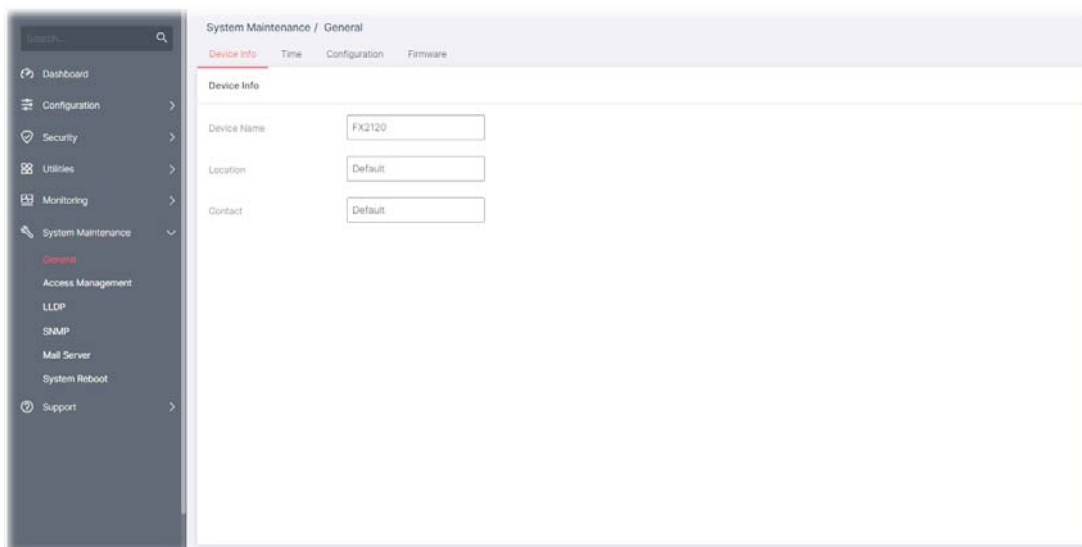 Search...
Dashboard
Configuration
Security
Utilities
Monitoring
System Maintenance
General
Access Management
LLDP
SNMP
Mail Server
System Reboot
Support
System Maintenance / General
Device Info Time Configuration Firmware
Device Info
Device Name FX2120
Location Default
Contact Default